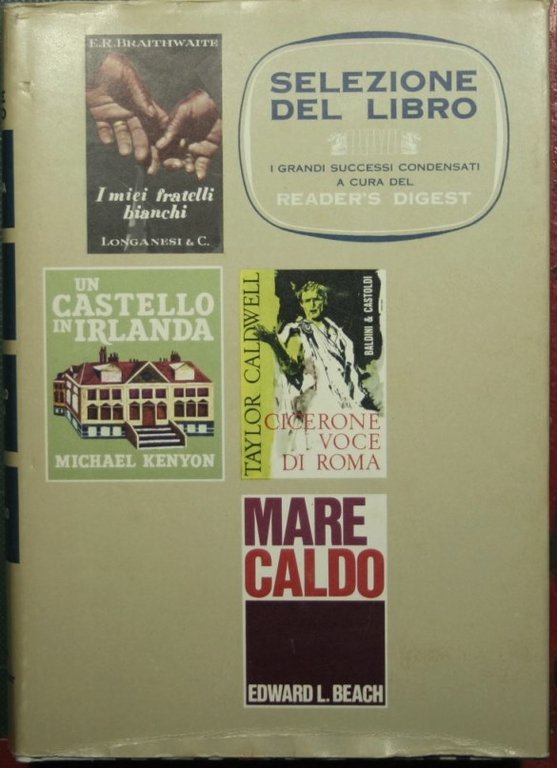 E.R. BRAITHWAITE
I miei fratelli
bianchi
LONGANESI & C.
SELEZIONE
DEL LIBRO
I GRANDI SUCCESSI CONDENSATI
A CURA DEL
READER'S DIGEST
UN
CASTELLO
IN IRLANDA
MICHAEL KENYON
TAYLOR CALDWELL
BALDINI & CASTOLDI
CICERONE
VOCE
DI ROMA
MARE
CALDO
EDWARD L. BEACH